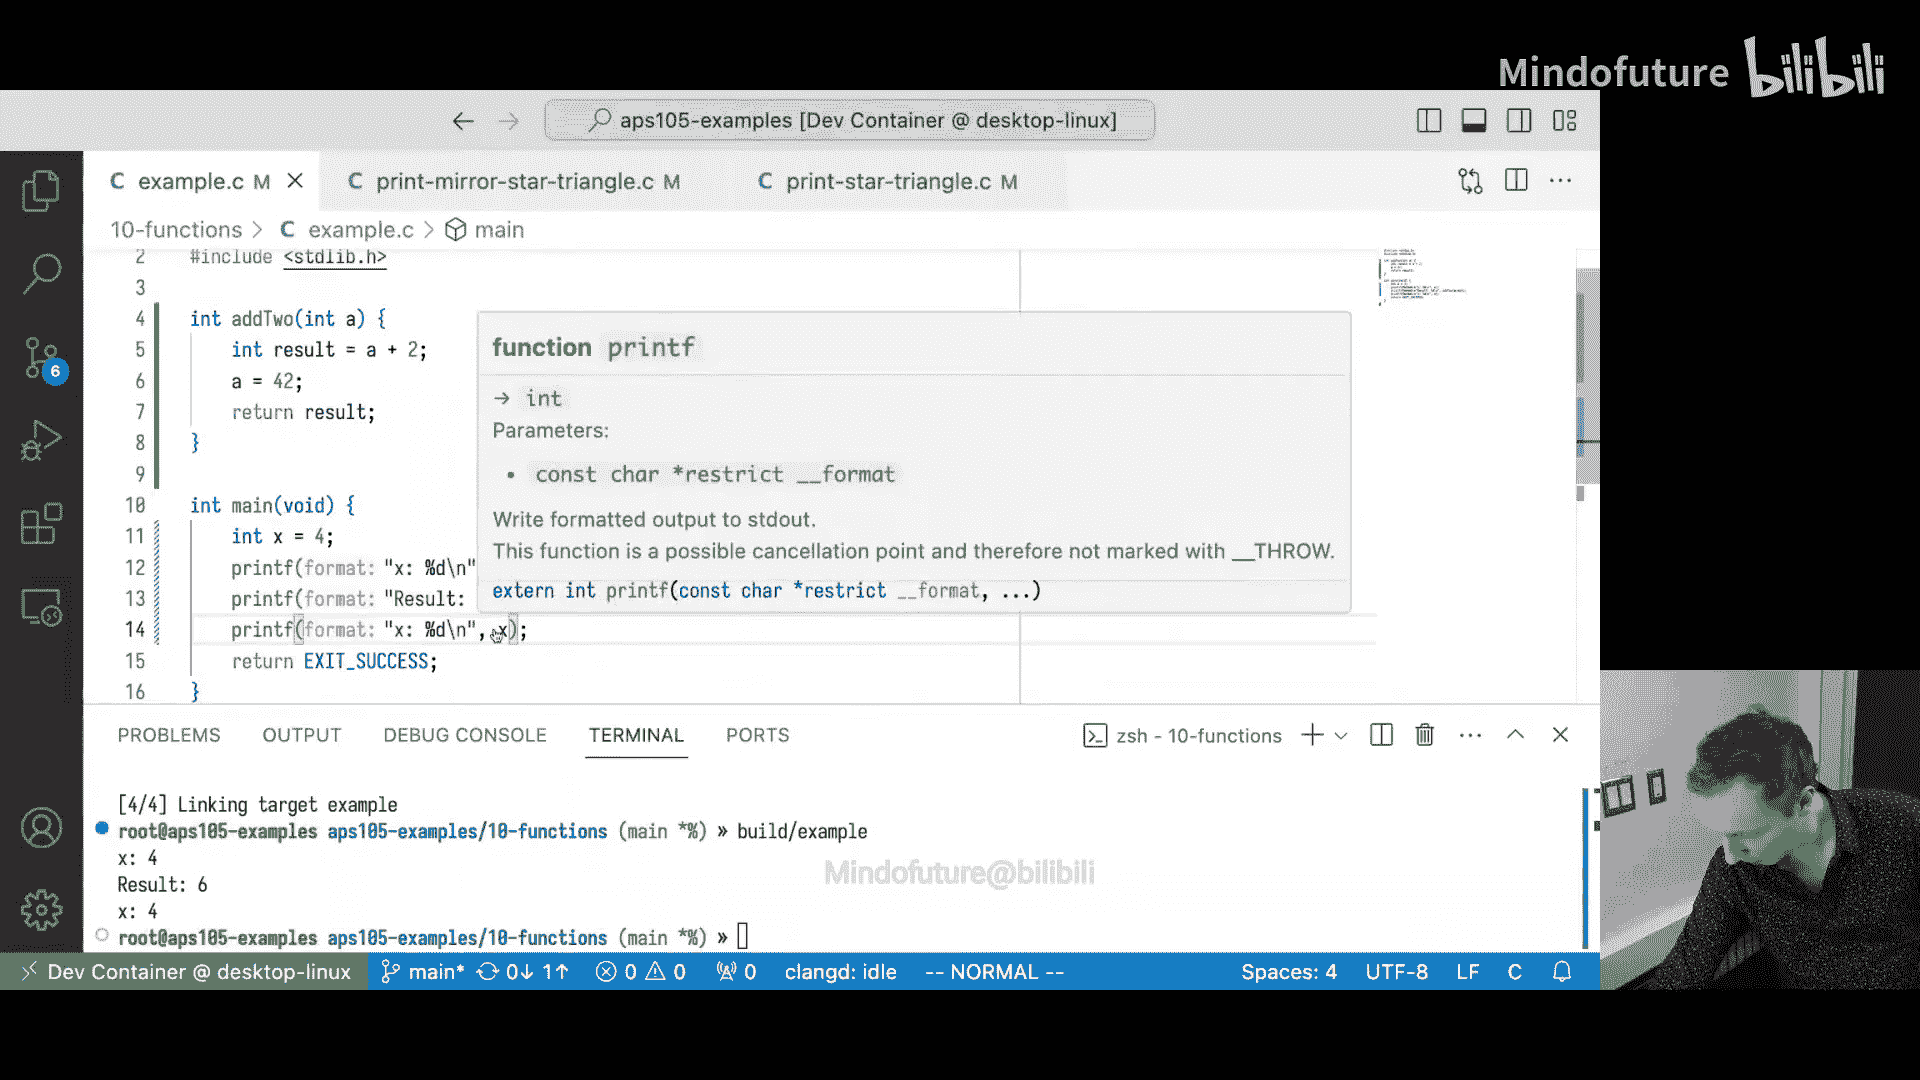 Mindofuture bilibili
aps105-examples [Dev Container @ desktop-linux]
C example.c M
C print-mirror-star-triangle.c M
C print-star-triangle.c M
10-functions > C example.c > main
2 #include <stdlib.h>
3
4 int addTwo(int a) {
5 int result = a + 2;
6 a = 42;
7 return result;
8 }
9
10 int main(void) {
11 int x = 4;
12 printf(format: "x: %d\n"
13 printf(format: "Result:
14 printf(format: "x: %d\n", x);
15 return EXIT_SUCCESS;
16 }
function printf
→ int
Parameters:
• const char *restrict __format
Write formatted output to stdout.
This function is a possible cancellation point and therefore not marked with __THROW.
extern int printf(const char *restrict __format, ...)
6
PROBLEMS OUTPUT DEBUG CONSOLE TERMINAL PORTS
zsh - 10-functions
[4/4] Linking target example
root@aps105-examples aps105-examples/10-functions (main *%) » build/example
x: 4
Result: 6
x: 4
root@aps105-examples aps105-examples/10-functions (main *%) »
Mindofuture@bilibili
Dev Container @ desktop-linux main* 0↓ 1↑ 0 0 0 clangd: idle -- NORMAL -- Spaces: 4 UTF-8 LF C